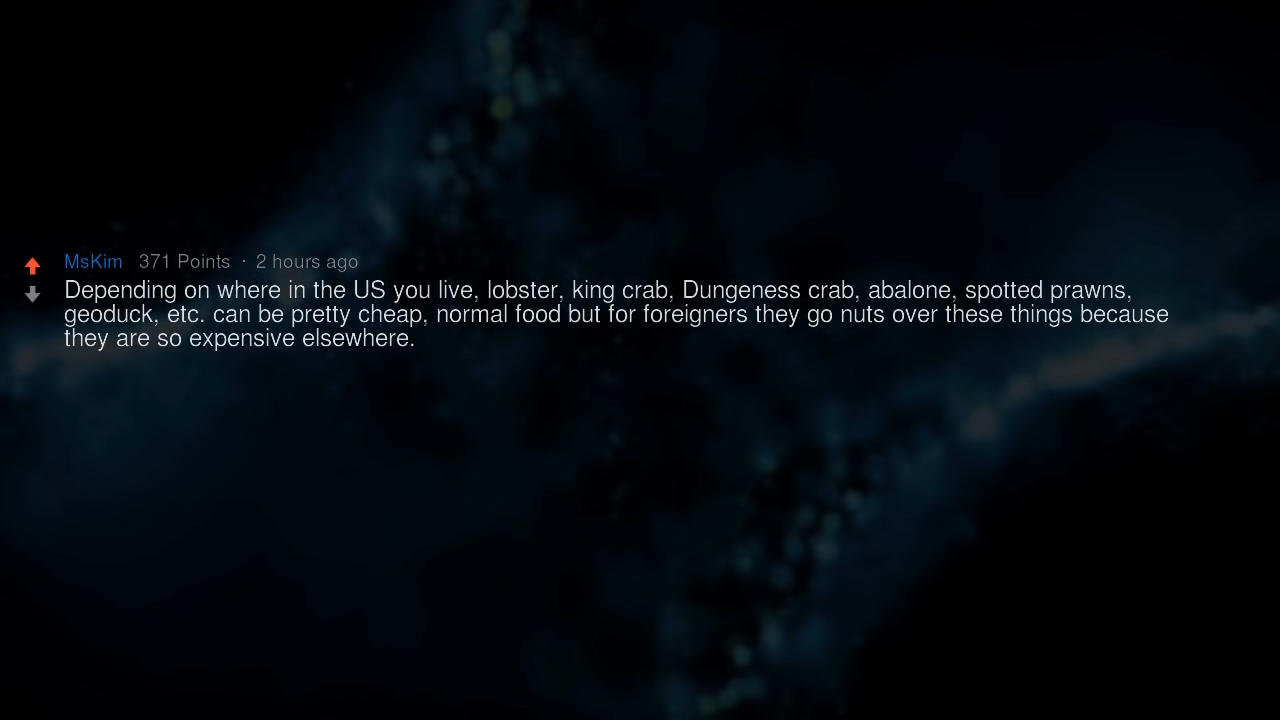 MsKim 371 Points · 2 hours ago
Depending on where in the US you live, lobster, king crab, Dungeness crab, abalone, spotted prawns,
geoduck, etc. can be pretty cheap, normal food but for foreigners they go nuts over these things because
they are so expensive elsewhere.